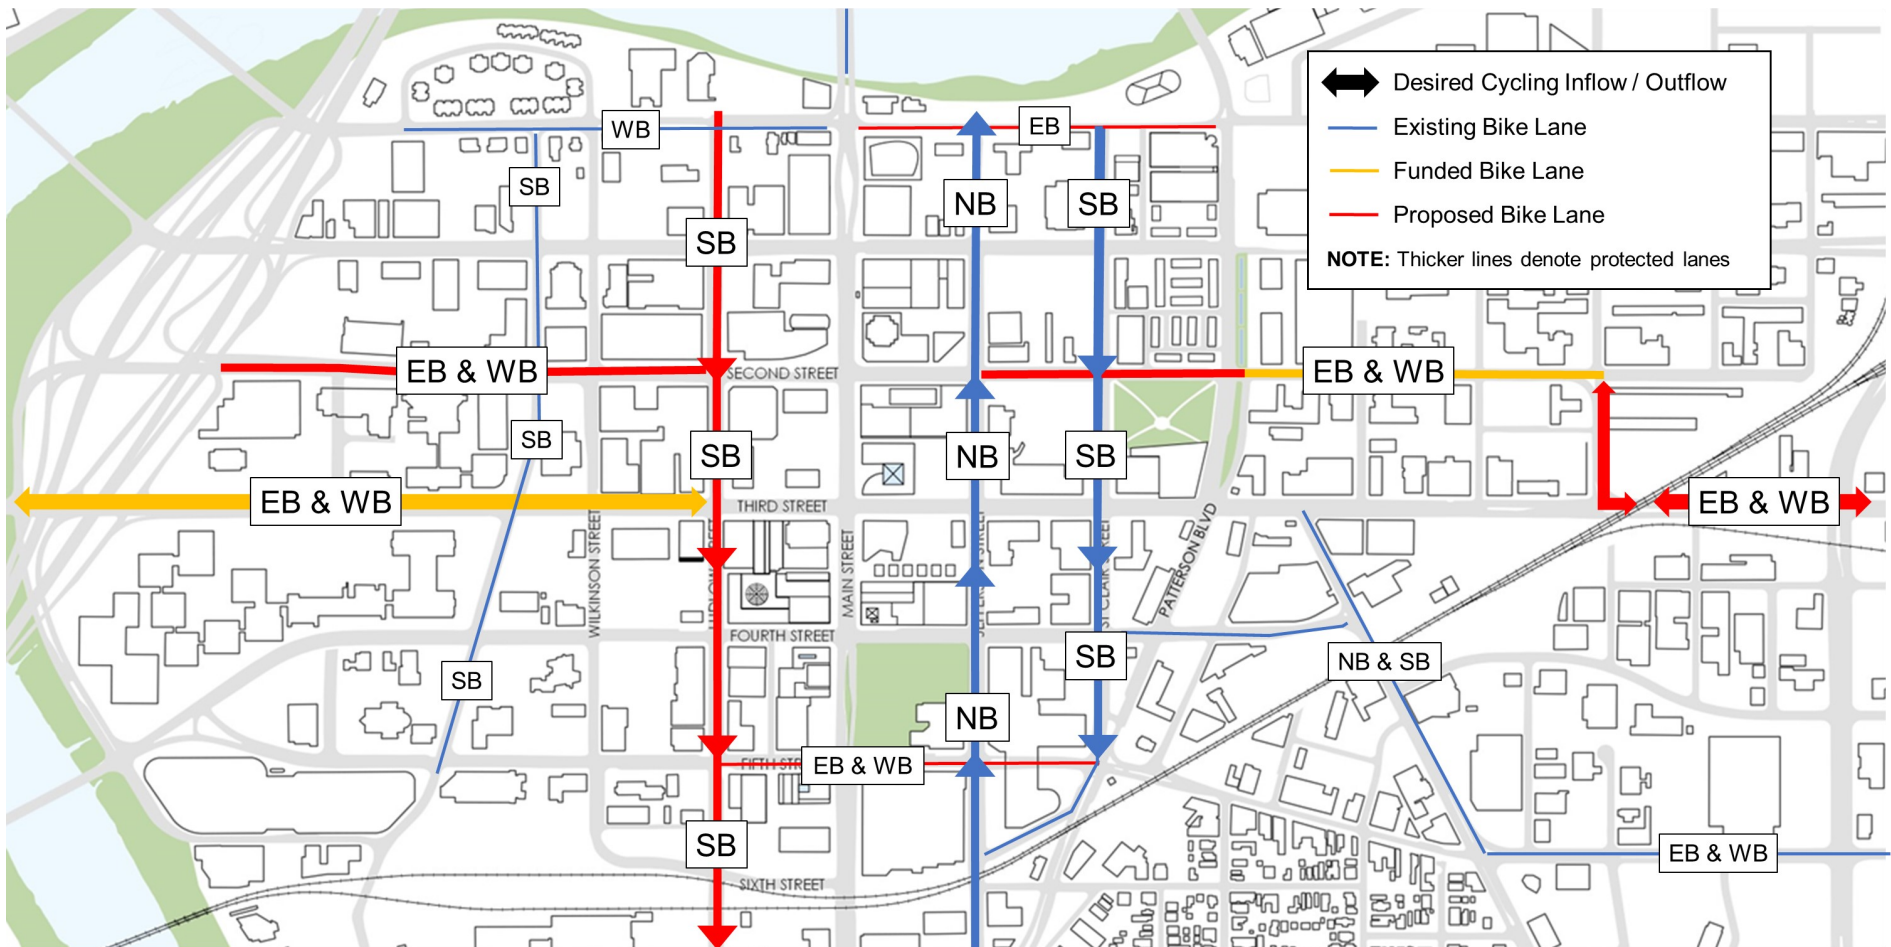 Desired Cycling Inflow / Outflow
Existing Bike Lane
Funded Bike Lane
Proposed Bike Lane
NOTE: Thicker lines denote protected lanes
WB
EB
SB
NB
SB
SB
EB & WB
SECOND STREET
EB & WB
SB
SB
NB
SB
EB & WB
THIRD STREET
EB & WB
WILKINSON STREET
MAIN STREET
PATTERSON BLVD
FOURTH STREET
SB
NB & SB
SB
NB
EB & WB
SB
EB & WB
SIXTH STREET